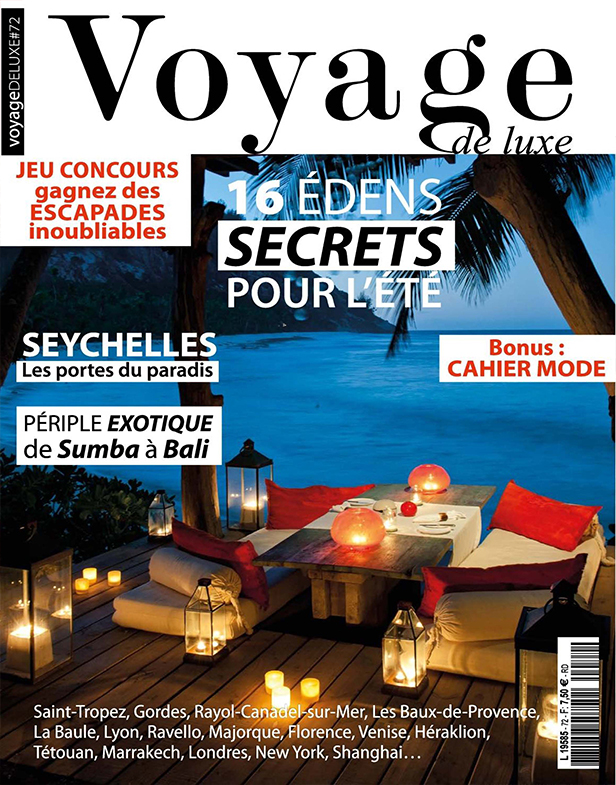 voyageDELUXE#72
Voyage
de luxe
JEU CONCOURS
gagnez des
ESCAPADES
inoubliables
16 ÉDENS
SECRETS
POUR L'ÉTÉ
SEYCHELLES
Les portes du paradis
Bonus :
CAHIER MODE
PÉRIPLE EXOTIQUE
de Sumba à Bali
Saint-Tropez, Gordes, Rayol-Canadel-sur-Mer, Les Baux-de-Provence,
La Baule, Lyon, Ravello, Majorque, Florence, Venise, Héraklion,
Tétouan, Marrakech, Londres, New York, Shanghai…
L 19585 - 72 - F: 7,50 € - RD